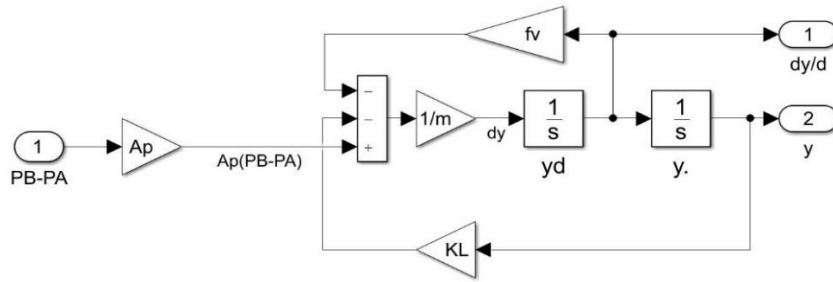 fv
1
dy/d
−
−
+
1/m
dy
1
s
yd
1
s
y.
2
y
1
PB-PA
Ap
Ap(PB-PA)
KL